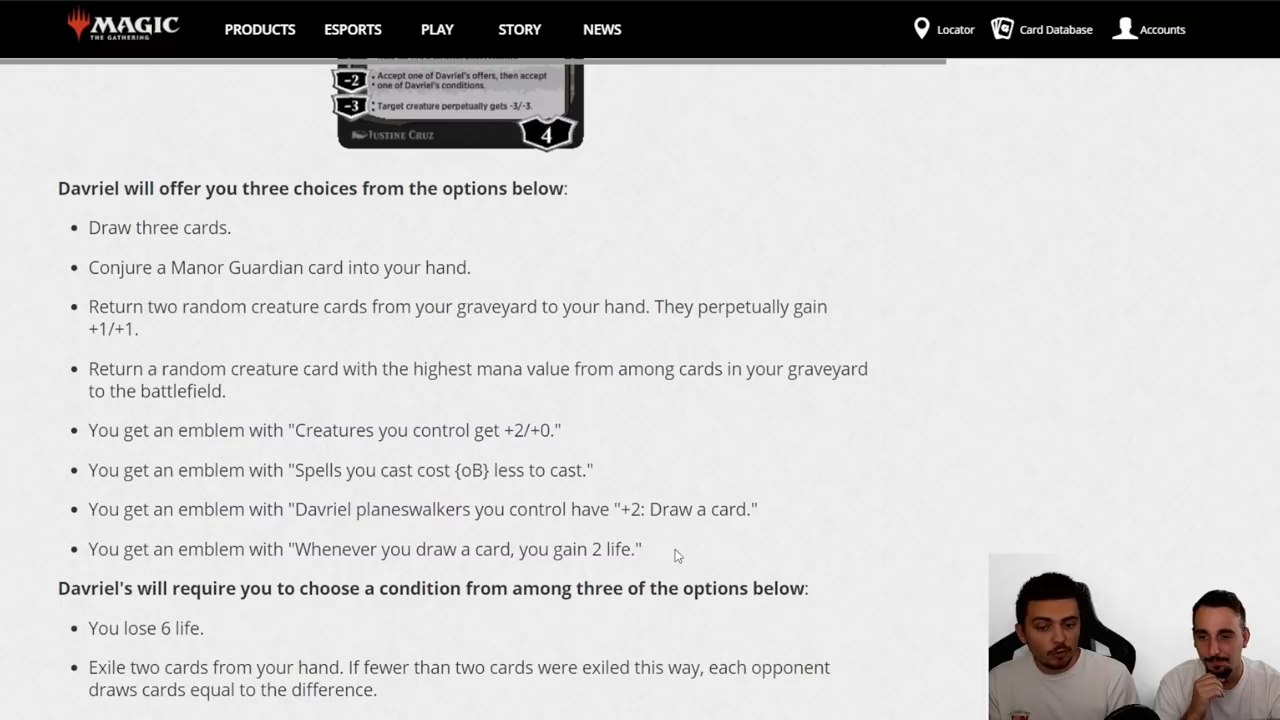 MAGIC
THE GATHERING
PRODUCTS
ESPORTS
PLAY
STORY
NEWS
Locator
Card Database
Accounts
-2
: Accept one of Davriel's offers, then accept
one of Davriel's conditions.
-3
: Target creature perpetually gets -3/-3.
JUSTINE CRUZ
4
Davriel will offer you three choices from the options below:
• Draw three cards.
• Conjure a Manor Guardian card into your hand.
• Return two random creature cards from your graveyard to your hand. They perpetually gain
+1/+1.
• Return a random creature card with the highest mana value from among cards in your graveyard
to the battlefield.
• You get an emblem with "Creatures you control get +2/+0."
• You get an emblem with "Spells you cast cost {oB} less to cast."
• You get an emblem with "Davriel planeswalkers you control have "+2: Draw a card."
• You get an emblem with "Whenever you draw a card, you gain 2 life."
Davriel's will require you to choose a condition from among three of the options below:
• You lose 6 life.
• Exile two cards from your hand. If fewer than two cards were exiled this way, each opponent
draws cards equal to the difference.